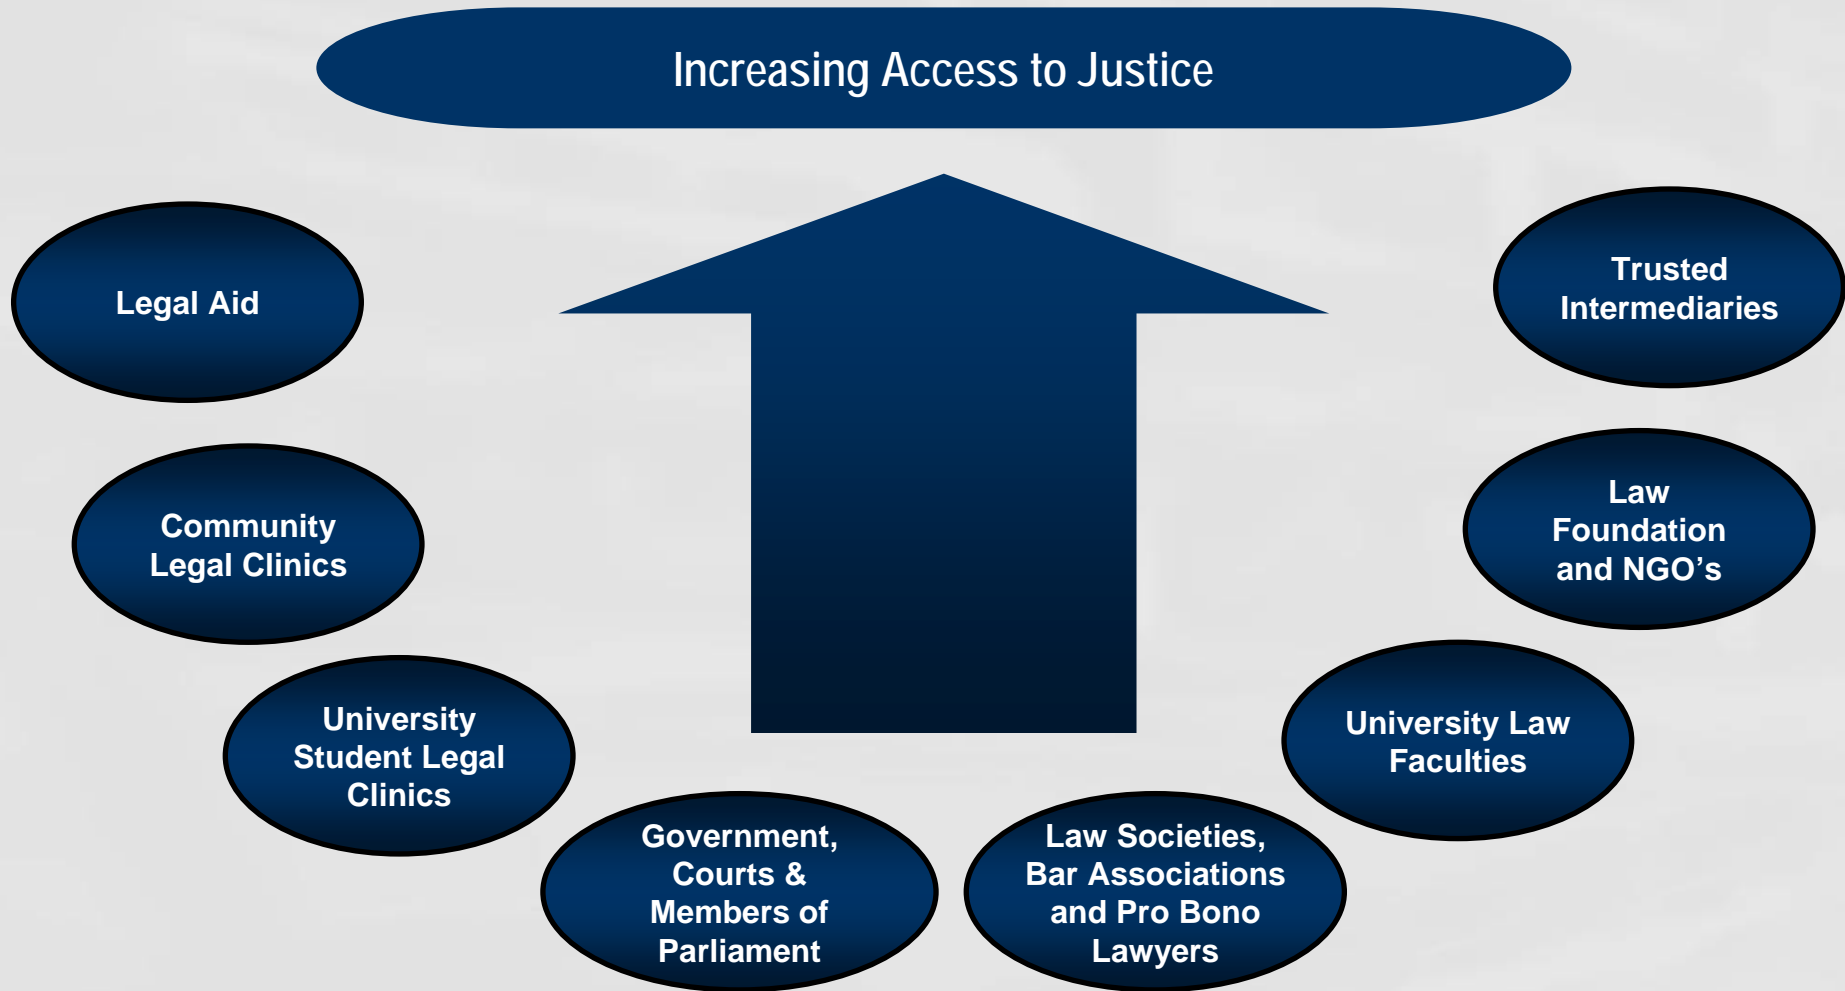 Increasing Access to Justice
Legal Aid
Community
Legal Clinics
University
Student Legal
Clinics
Government,
Courts &
Members of
Parliament
Law Societies,
Bar Associations
and Pro Bono
Lawyers
University Law
Faculties
Law
Foundation
and NGO’s
Trusted
Intermediaries